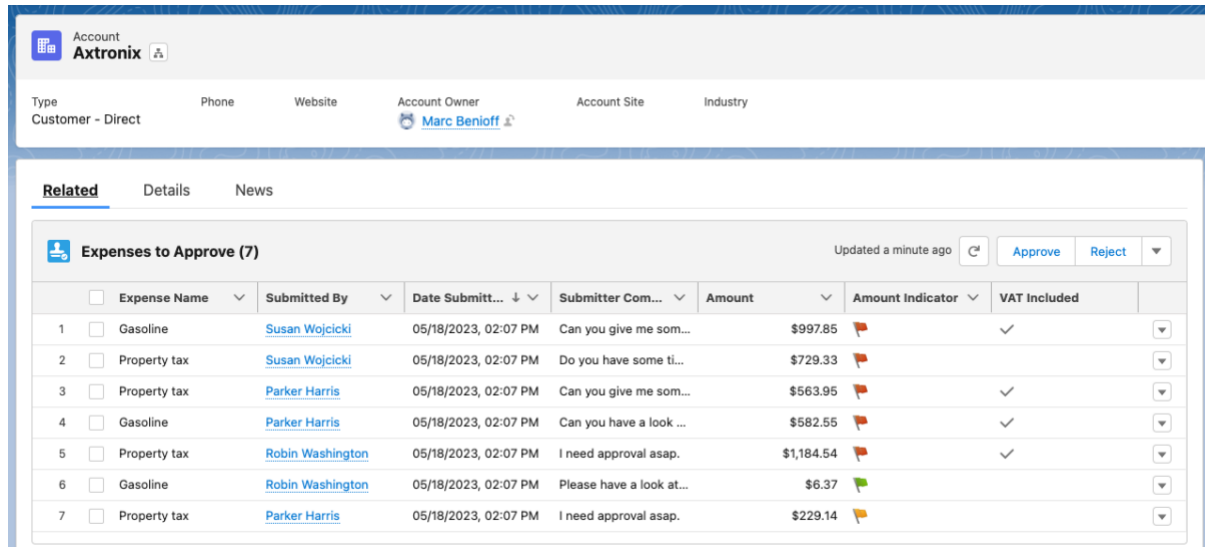 Account
Axtronix
Type Phone Website Account Owner Account Site Industry
Customer - Direct Marc Benioff
Related Details News
Expenses to Approve (7) Updated a minute ago Approve Reject
Expense Name Submitted By Date Submitt... Submitter Com... Amount Amount Indicator VAT Included
1 Gasoline Susan Wojcicki 05/18/2023, 02:07 PM Can you give me som... $997.85
2 Property tax Susan Wojcicki 05/18/2023, 02:07 PM Do you have some ti... $729.33
3 Property tax Parker Harris 05/18/2023, 02:07 PM Can you give me som... $563.95
4 Gasoline Parker Harris 05/18/2023, 02:07 PM Can you have a look ... $582.55
5 Property tax Robin Washington 05/18/2023, 02:07 PM I need approval asap. $1,184.54
6 Gasoline Robin Washington 05/18/2023, 02:07 PM Please have a look at... $6.37
7 Property tax Parker Harris 05/18/2023, 02:07 PM I need approval asap. $229.14